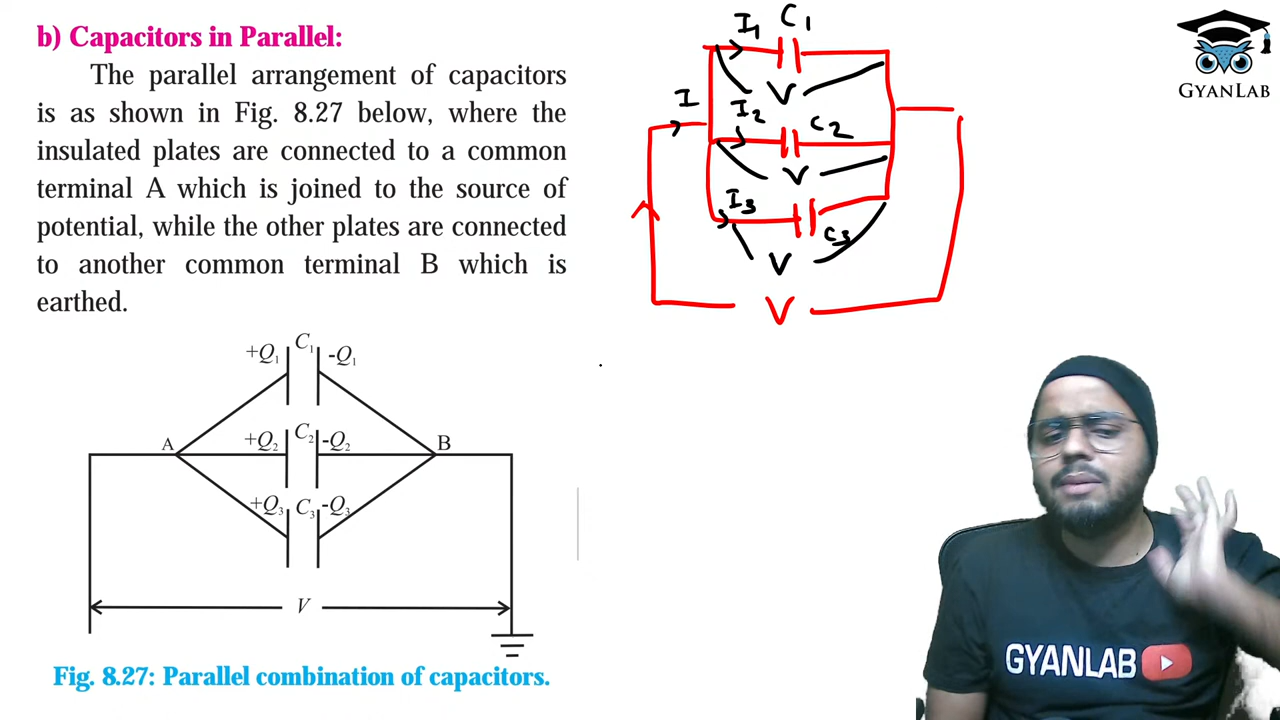 b) Capacitors in Parallel:
The parallel arrangement of capacitors
is as shown in Fig. 8.27 below, where the
insulated plates are connected to a common
terminal A which is joined to the source of
potential, while the other plates are connected
to another common terminal B which is
earthed.
+Q1 C1 -Q1
A +Q2 C2 -Q2 B
+Q3 C3 -Q3
V
Fig. 8.27: Parallel combination of capacitors.
I1 C1
V
I
I2 C2
V
I3 C3
V
V
GYANLAB
GYANLAB